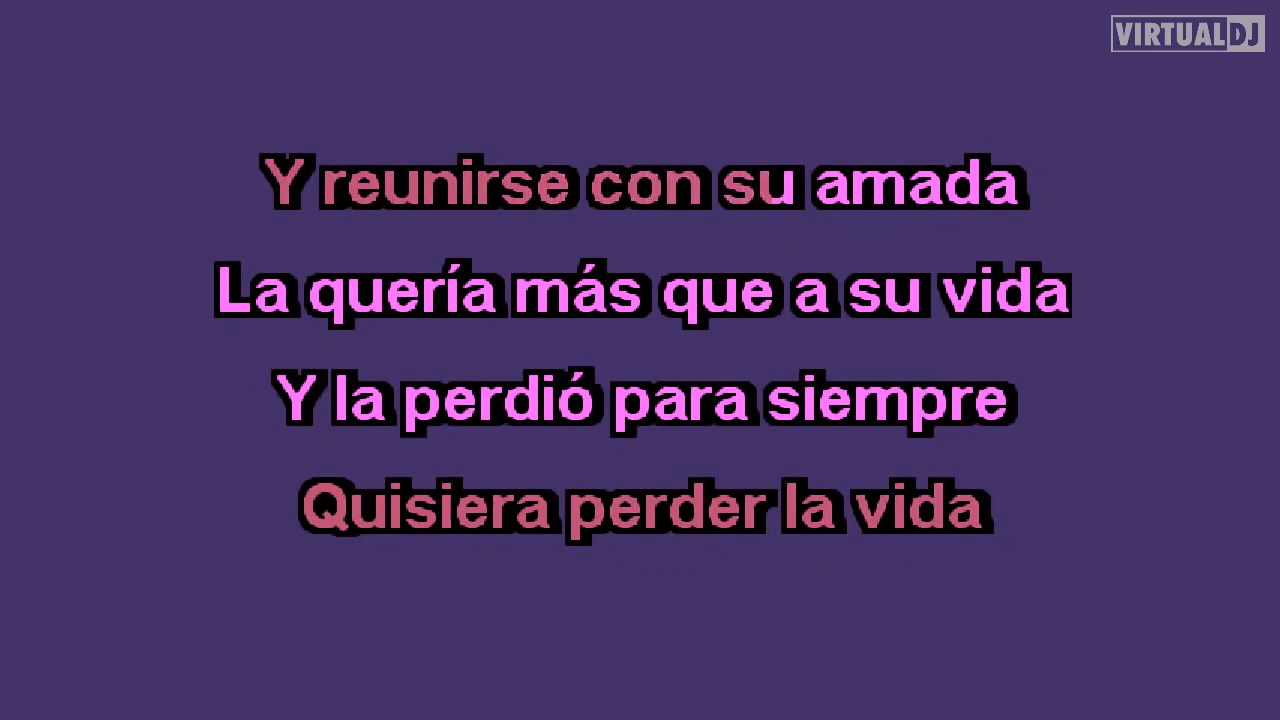 VIRTUALDJ
Y reunirse con su amada
La quería más que a su vida
Y la perdió para siempre
Quisiera perder la vida